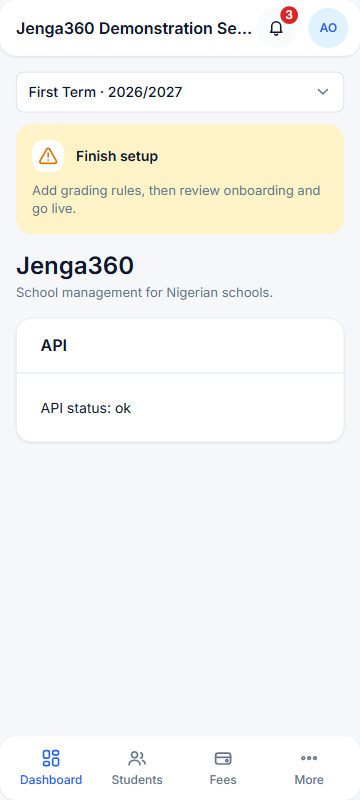 Jenga360 Demonstration Se...
3
AO
First Term · 2026/2027
Finish setup
Add grading rules, then review onboarding and
go live.
Jenga360
School management for Nigerian schools.
API
API status: ok
Dashboard
Students
Fees
More